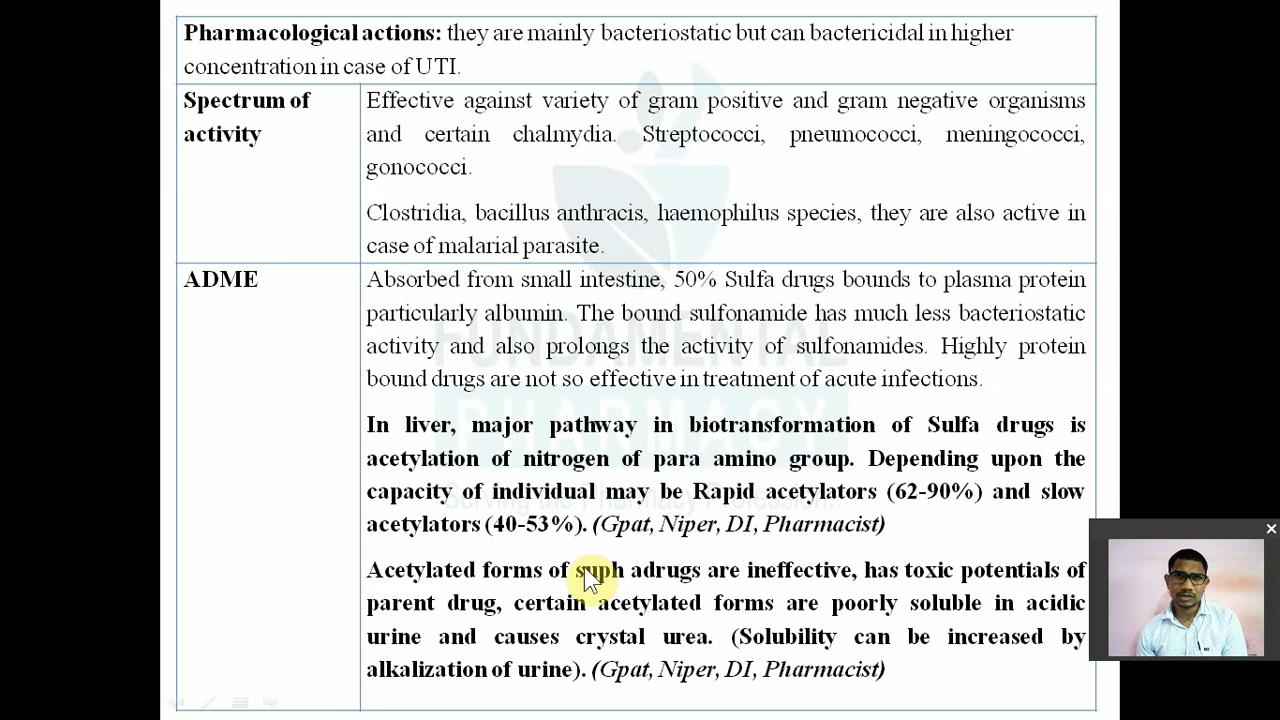 Pharmacological actions: they are mainly bacteriostatic but can bactericidal in higher
concentration in case of UTI.
Spectrum of
activity
Effective against variety of gram positive and gram negative organisms
and certain chalmydia. Streptococci, pneumococci, meningococci,
gonococci.
Clostridia, bacillus anthracis, haemophilus species, they are also active in
case of malarial parasite.
ADME
Absorbed from small intestine, 50% Sulfa drugs bounds to plasma protein
particularly albumin. The bound sulfonamide has much less bacteriostatic
activity and also prolongs the activity of sulfonamides. Highly protein
bound drugs are not so effective in treatment of acute infections.
In liver, major pathway in biotransformation of Sulfa drugs is
acetylation of nitrogen of para amino group. Depending upon the
capacity of individual may be Rapid acetylators (62-90%) and slow
acetylators (40-53%). (Gpat, Niper, DI, Pharmacist)
Acetylated forms of suph adrugs are ineffective, has toxic potentials of
parent drug, certain acetylated forms are poorly soluble in acidic
urine and causes crystal urea. (Solubility can be increased by
alkalization of urine). (Gpat, Niper, DI, Pharmacist)
FUNDAMENTAL
PHARMACY
Serving the Pharmacy Profession..